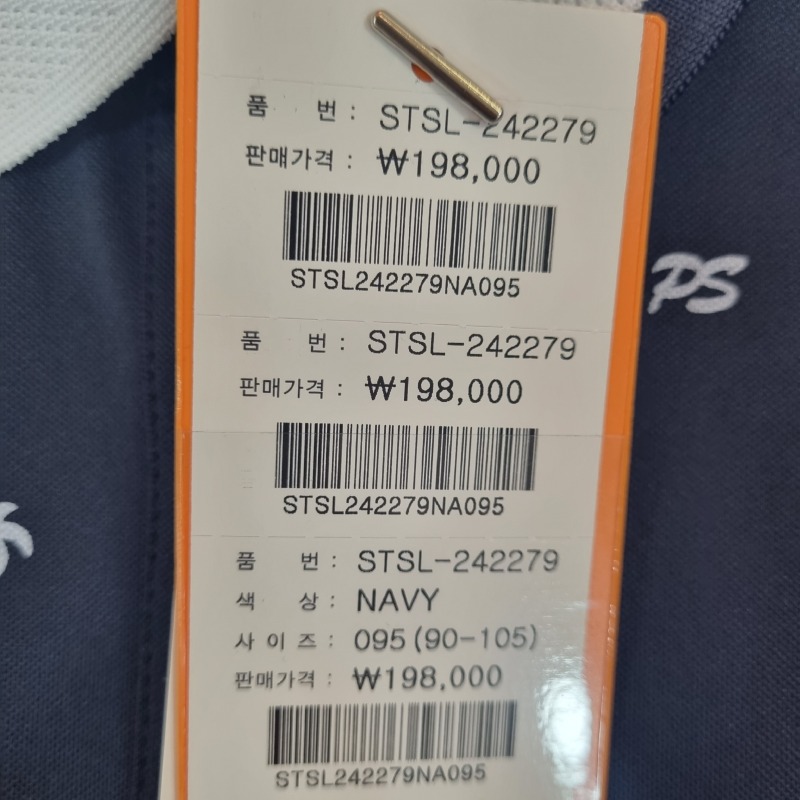 품 번 : STSL-242279
판매가격 : ₩198,000
STSL242279NA095
PS
품 번 : STSL-242279
판매가격 : ₩198,000
STSL242279NA095
품 번 : STSL-242279
색 상 : NAVY
사 이 즈 : 095 (90-105)
판매가격 : ₩198,000
STSL242279NA095